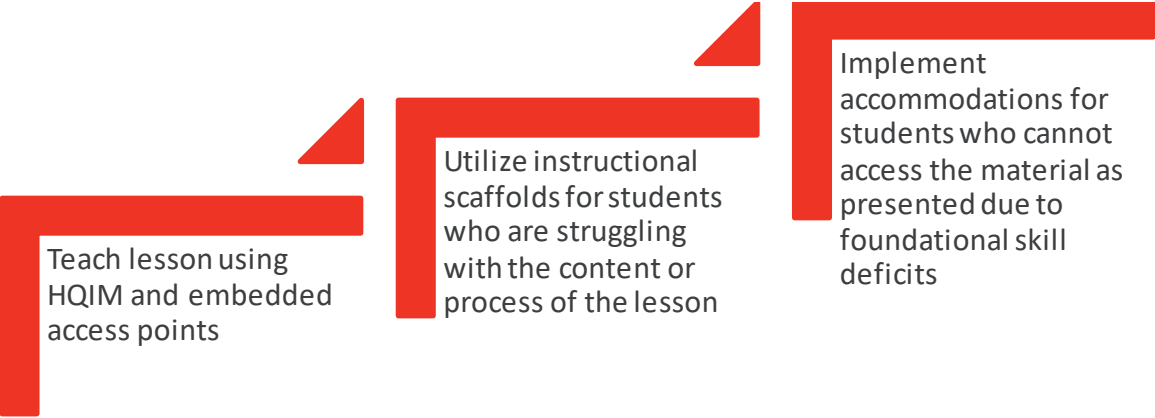 Teach lesson using
HQIM and embedded
access points
Utilize instructional
scaffolds for students
who are struggling
with the content or
process of the lesson
Implement
accommodations for
students who cannot
access the material as
presented due to
foundational skill
deficits